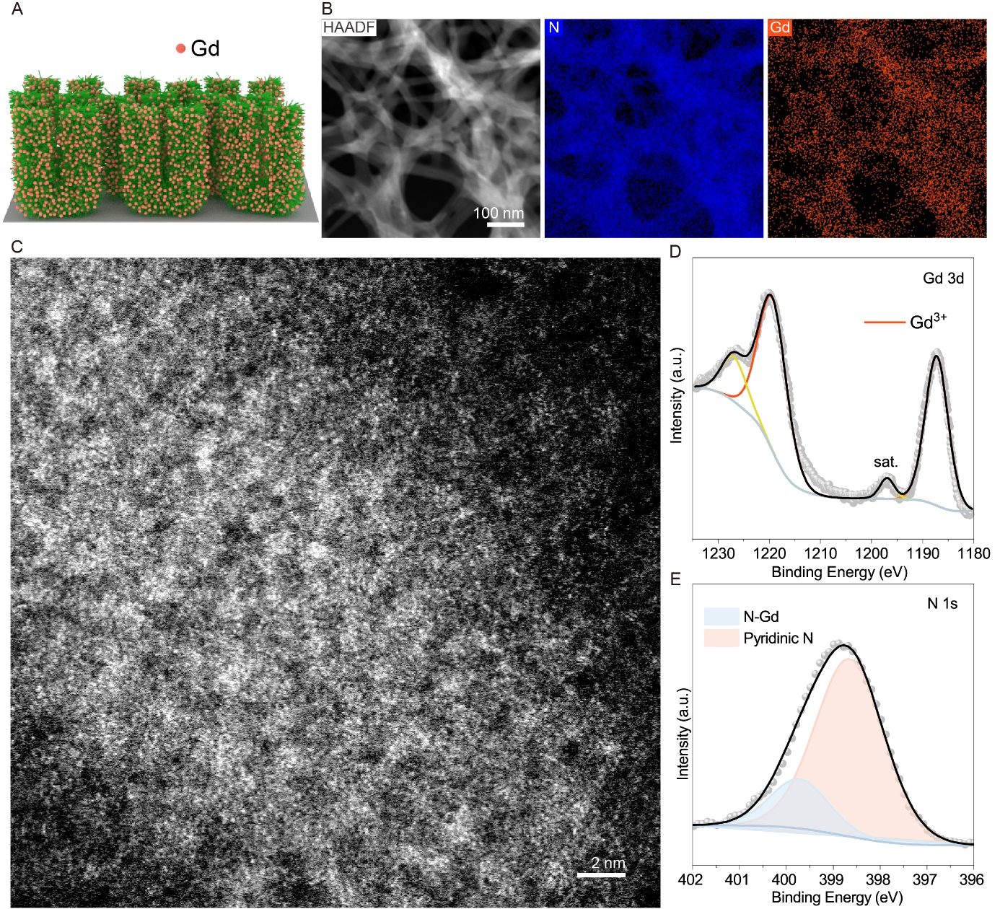 A
Gd
B
HAADF
100 nm
N
Gd
C
2 nm
D
Gd 3d
Gd³⁺
sat.
Intensity (a.u.)
1230 1220 1210 1200 1190 1180
Binding Energy (eV)
E
N 1s
N-Gd
Pyridinic N
Intensity (a.u.)
402 401 400 399 398 397 396
Binding Energy (eV)